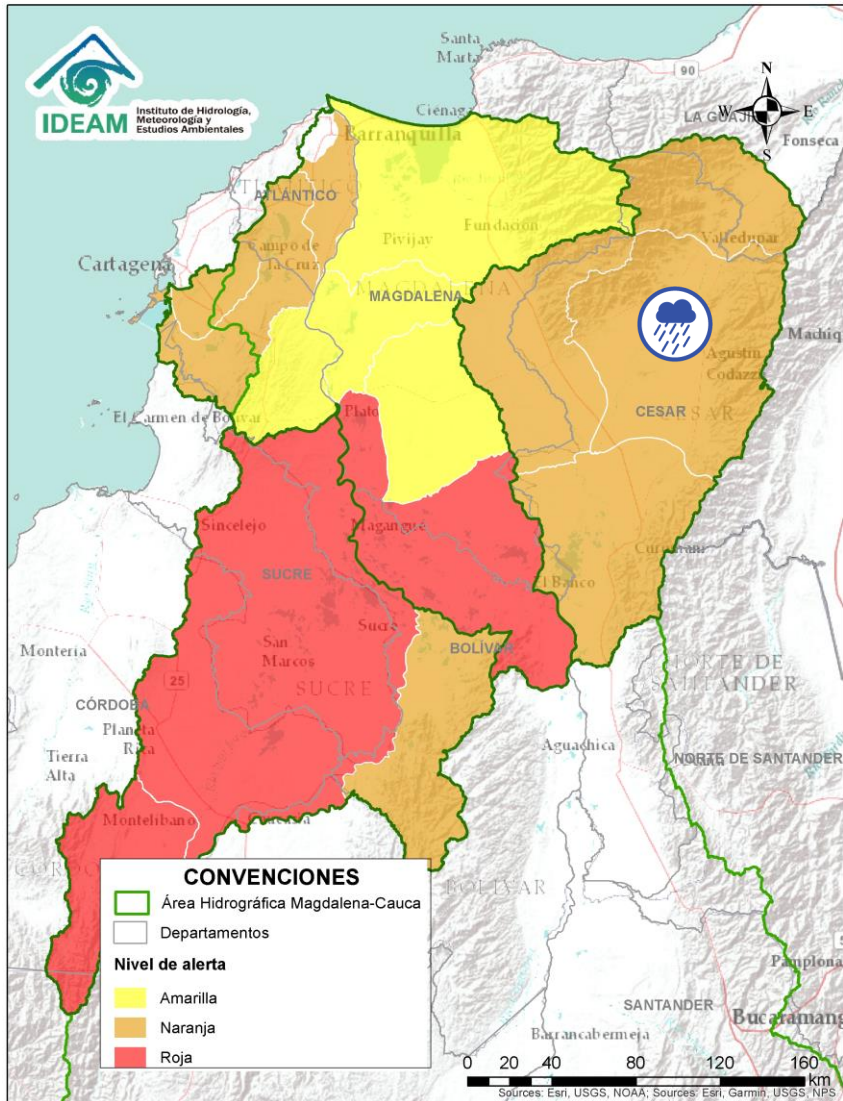 IDEAM
Instituto de Hidrología,
Meteorología y
Estudios Ambientales
Santa
Marta
90
N
W
E
S
Ciénaga
LA GUAJI
Fonseca
Barranquilla
ATLÁNTICO
Fundación
Pivijay
Valledupar
Campo de
la Cruz
Cartagena
MAGDALENA
MAGDALENA
Machiq
Agustín
Codazzi
CESAR
El Carmen de Bolívar
Plato
Sincelejo
Magangué
SUCRE
Curumaní
El Banco
Sucre
BOLÍVAR
Montería
San
Marcos
SUCRE
25
NORTE DE
SANTANDER
CÓRDOBA
Planeta
Rica
Aguachica
NORTE DE SANTANDER
Tierra
Alta
Montelíbano
Caucasia
BOLÍVAR
CONVENCIONES
Área Hidrográfica Magdalena-Cauca
Departamentos
Nivel de alerta
Amarilla
Naranja
Roja
Pamplona
SANTANDER
Bucaramang
Barrancabermeja
0 20 40 80 120 160
km
Sources: Esri, USGS, NOAA; Sources: Esri, Garmin, USGS, NPS